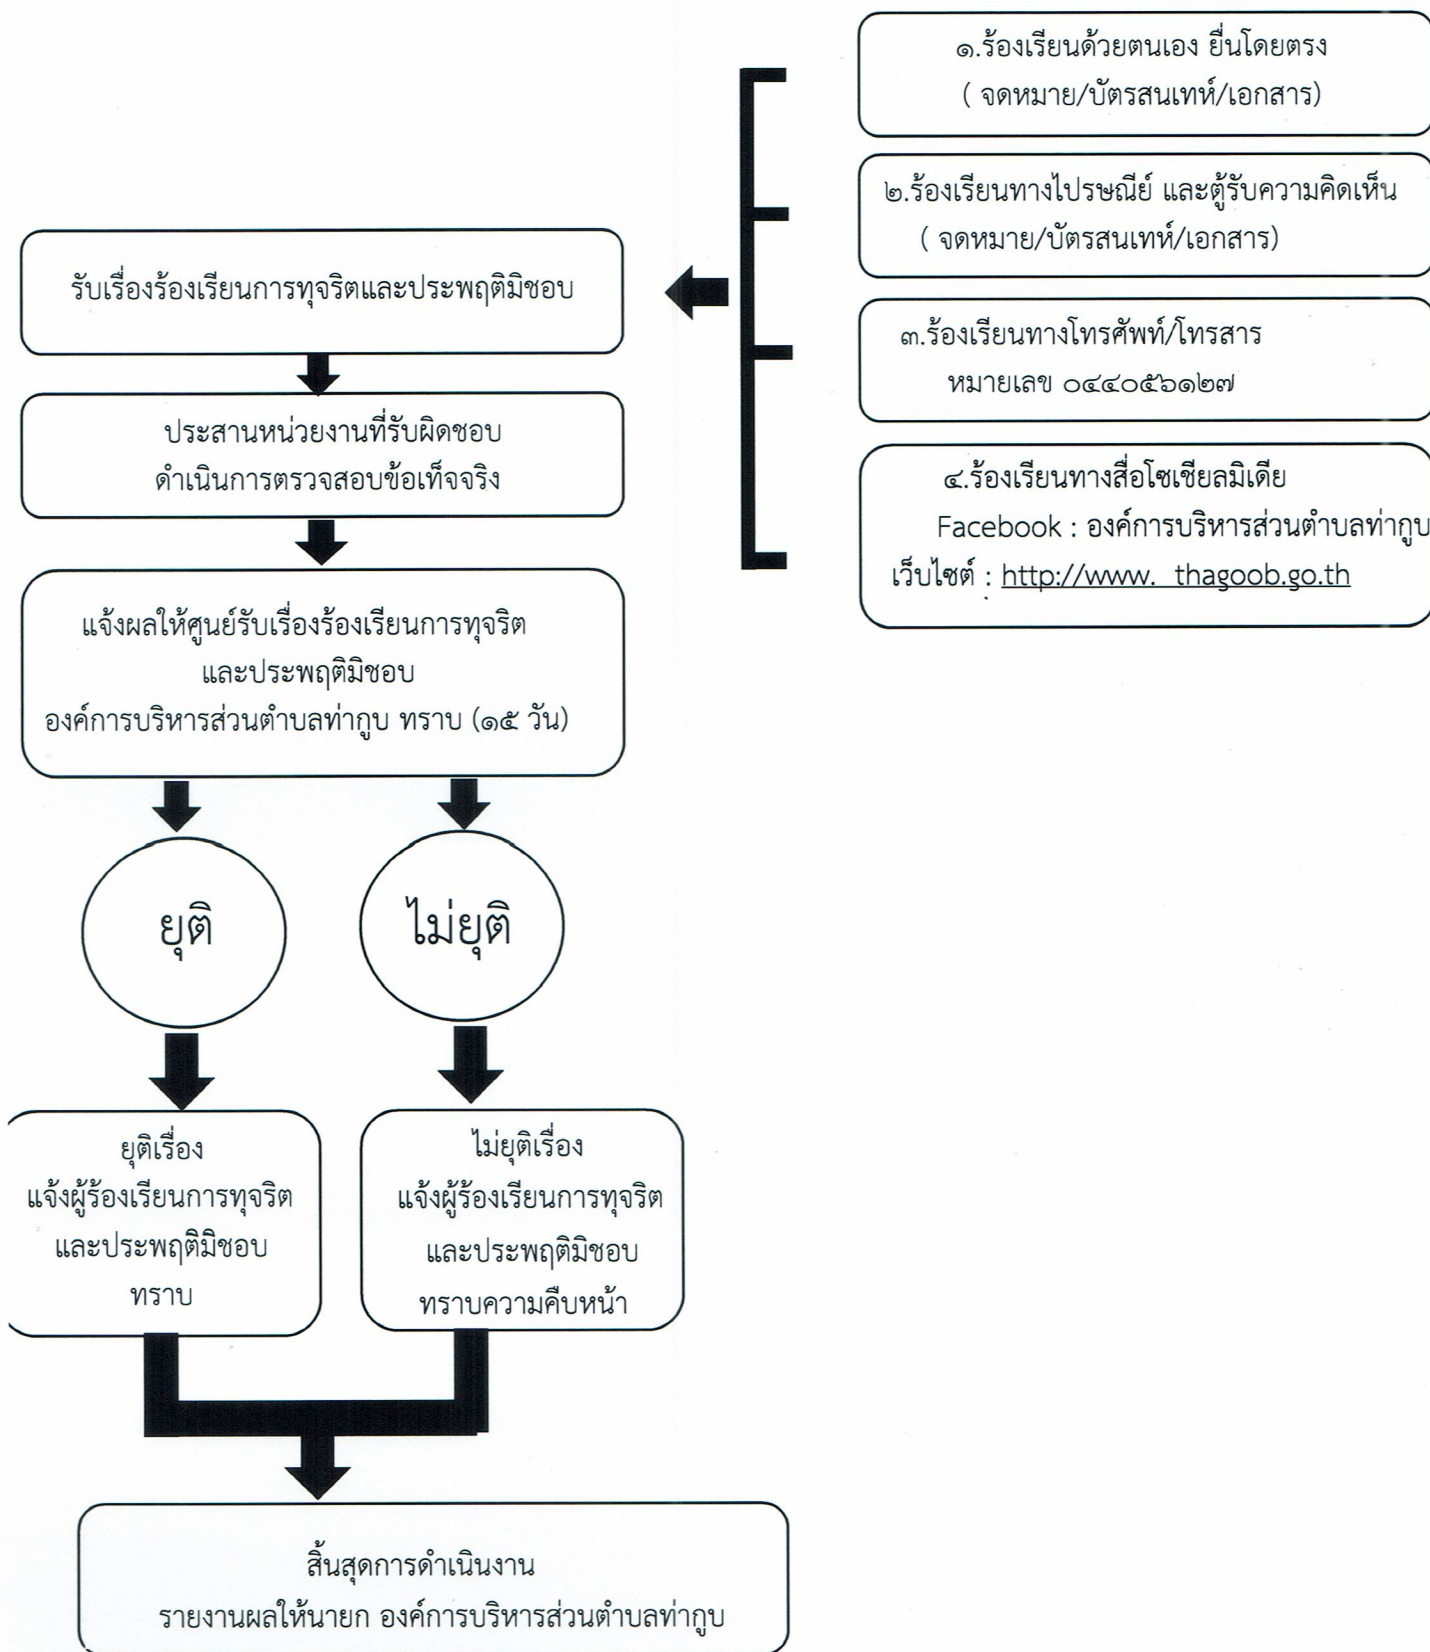 ๑.ร้องเรียนด้วยตนเอง ยื่นโดยตรง
( จดหมาย/บัตรสนเทห์/เอกสาร)
๒.ร้องเรียนทางไปรษณีย์ และตู้รับความคิดเห็น
( จดหมาย/บัตรสนเทห์/เอกสาร)
๓.ร้องเรียนทางโทรศัพท์/โทรสาร
หมายเลข ๐๔๔๐๕๖๑๒๗
๔.ร้องเรียนทางสื่อโซเชียลมิเดีย
Facebook : องค์การบริหารส่วนตำบลท่ากูบ
เว็บไซต์ : http://www. thagoob.go.th
รับเรื่องร้องเรียนการทุจริตและประพฤติมิชอบ
ประสานหน่วยงานที่รับผิดชอบ
ดำเนินการตรวจสอบข้อเท็จจริง
แจ้งผลให้ศูนย์รับเรื่องร้องเรียนการทุจริต
และประพฤติมิชอบ
องค์การบริหารส่วนตำบลท่ากูบ ทราบ (๑๕ วัน)
ยุติ
ไม่ยุติ
ยุติเรื่อง
แจ้งผู้ร้องเรียนการทุจริต
และประพฤติมิชอบ
ทราบ
ไม่ยุติเรื่อง
แจ้งผู้ร้องเรียนการทุจริต
และประพฤติมิชอบ
ทราบความคืบหน้า
สิ้นสุดการดำเนินงาน
รายงานผลให้นายก องค์การบริหารส่วนตำบลท่ากูบ